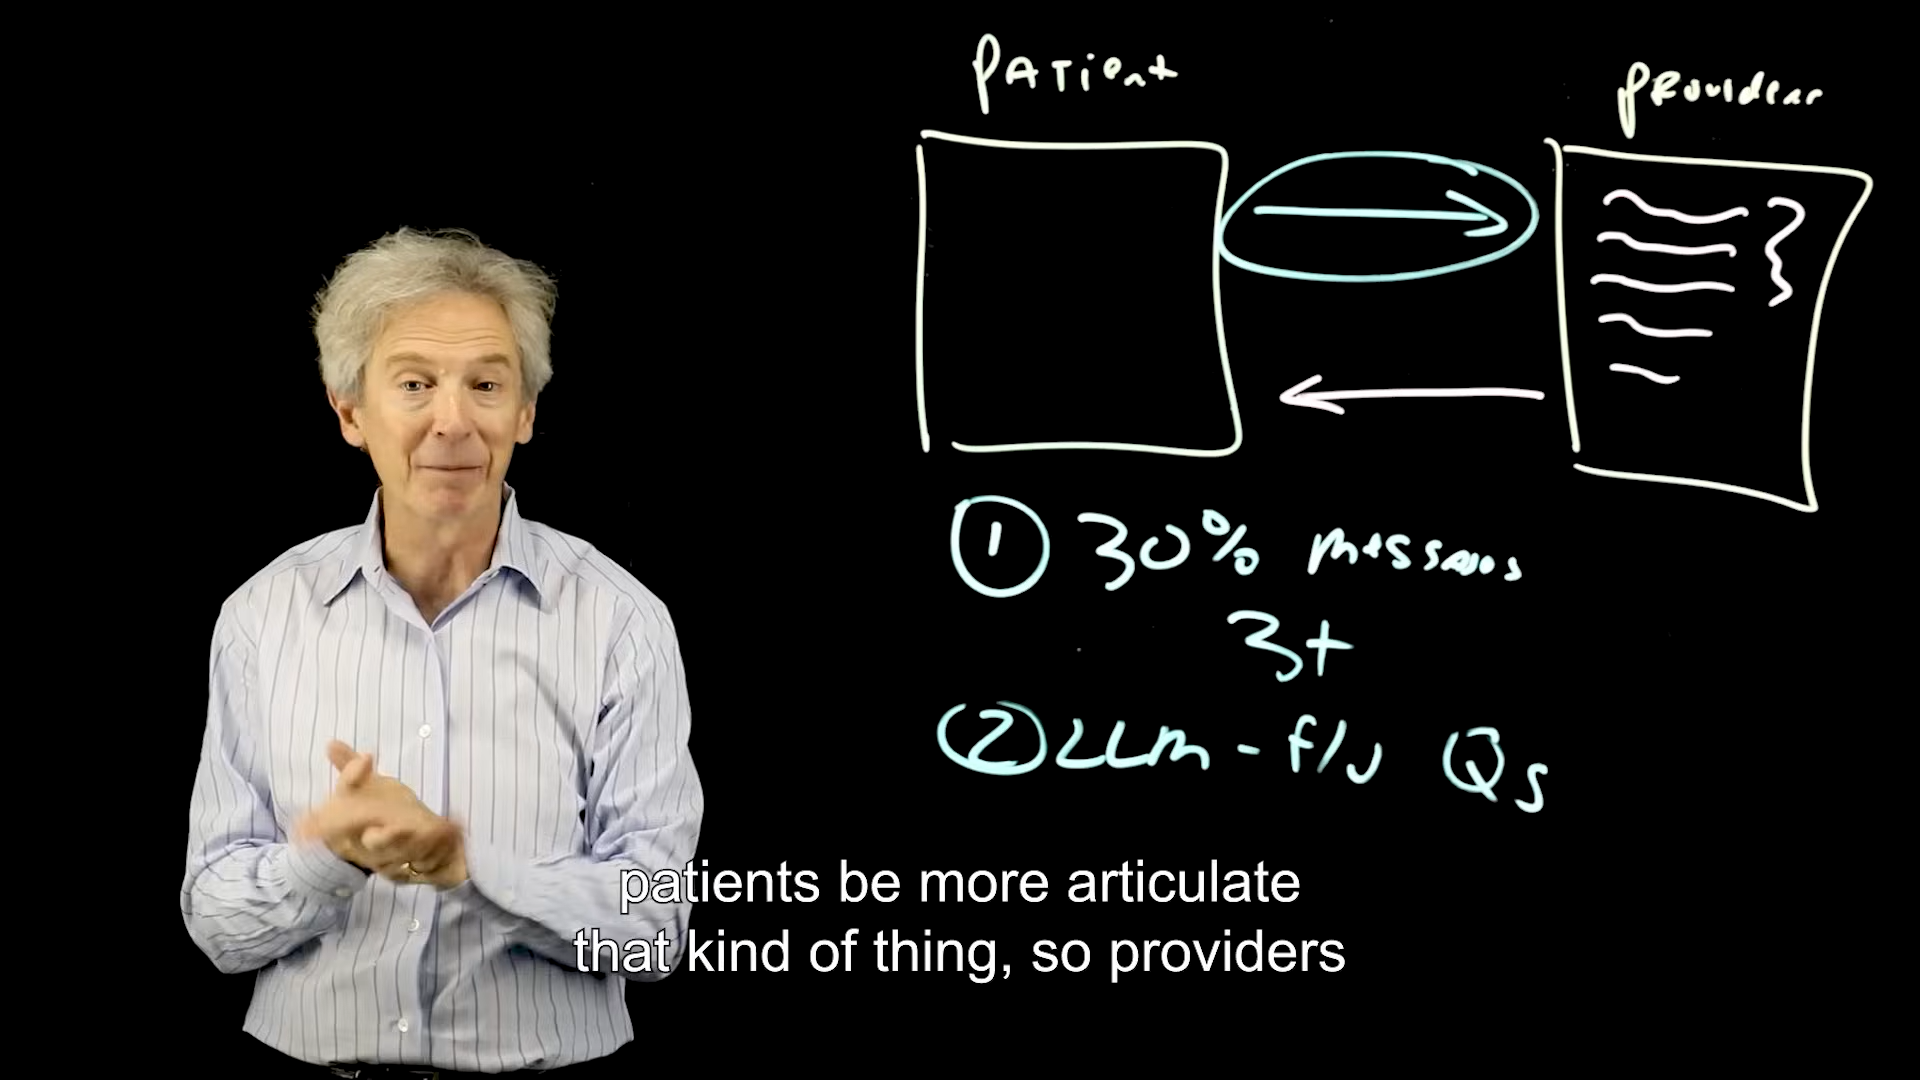 Patient
Provider
① 30% messages
3+
② LLM - f/u Qs
patients be more articulate
that kind of thing, so providers